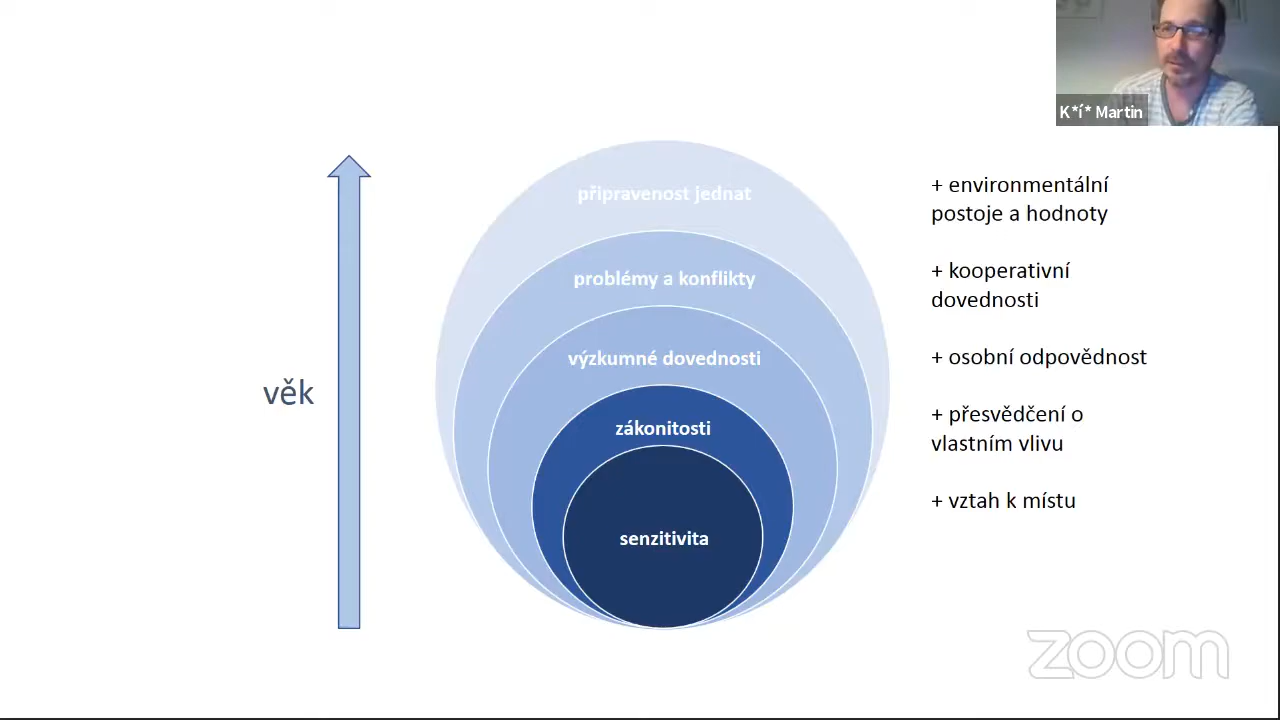 K*í* Martin
připravenost jednat
problémy a konflikty
výzkumné dovednosti
zákonitosti
senzitivita
věk
+ environmentální
postoje a hodnoty
+ kooperativní
dovednosti
+ osobní odpovědnost
+ přesvědčení o
vlastním vlivu
+ vztah k místu
zoom